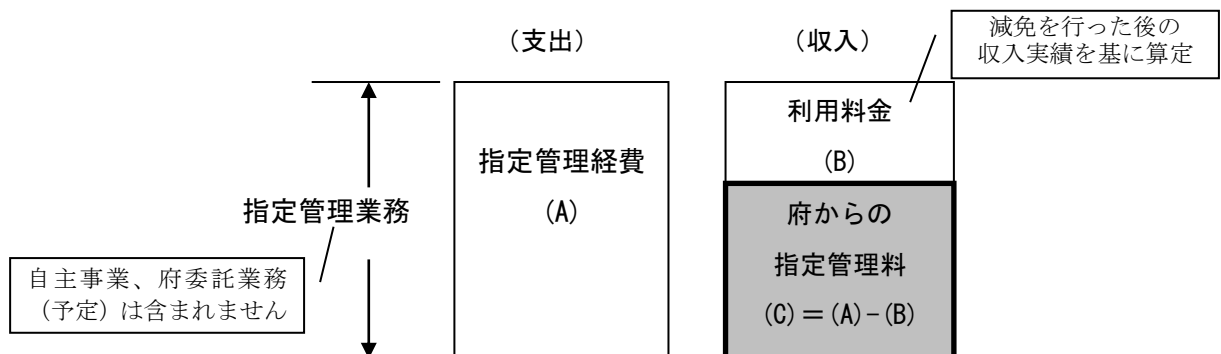 （支出）
（収入）
減免を行った後の
収入実績を基に算定
指定管理経費
(A)
利用料金
(B)
指定管理業務
自主事業、府委託業務
（予定）は含まれません
府からの
指定管理料
(C)＝(A)−(B)